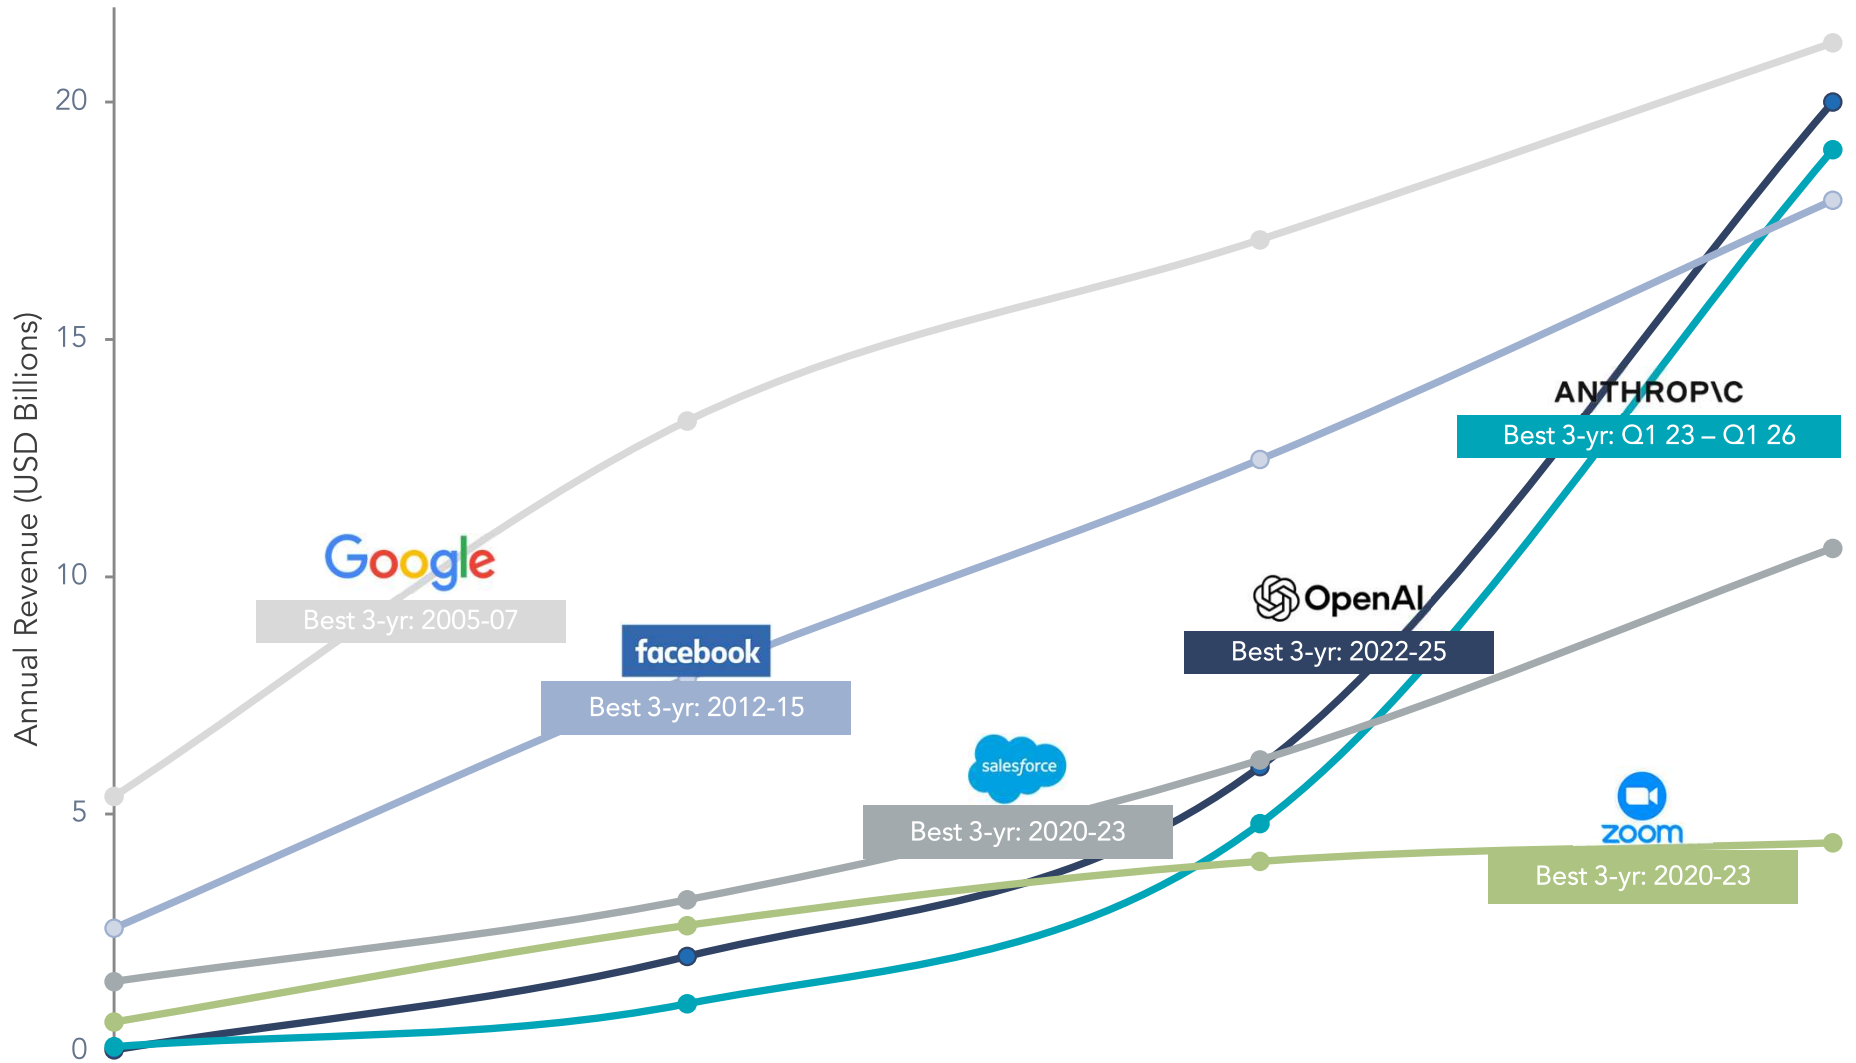 Annual Revenue (USD Billions)
20
15
10
5
0
Google
Best 3-yr: 2005-07
facebook
Best 3-yr: 2012-15
salesforce
Best 3-yr: 2020-23
OpenAI
Best 3-yr: 2022-25
ANTHROP\C
Best 3-yr: Q1 23 – Q1 26
zoom
Best 3-yr: 2020-23